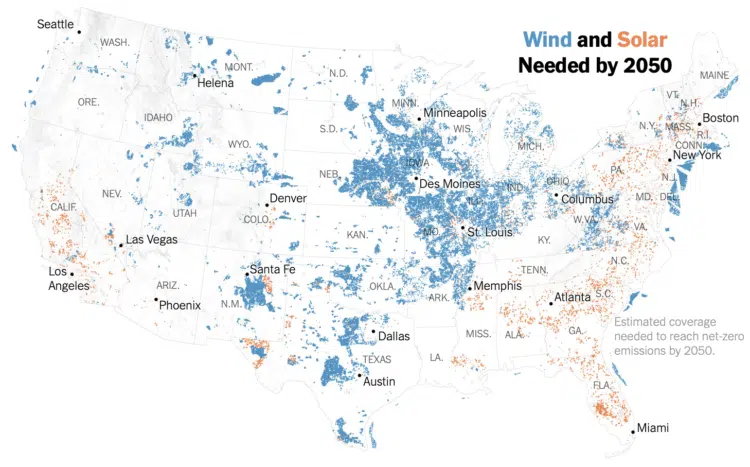 Wind and Solar
Needed by 2050
Seattle
WASH.
MONT.
Helena
N.D.
MINN.
Minneapolis
MAINE
VT.
N.H.
Boston
ORE.
IDAHO
S.D.
WIS.
MICH.
N.Y.
MASS.
R.I.
CONN.
New York
WYO.
IOWA
NEB.
Des Moines
PA.
N.J.
NEV.
UTAH
Denver
COLO.
ILL.
IND.
OHIO
Columbus
MD.
DEL.
CALIF.
Las Vegas
KAN.
MO.
St. Louis
W.VA.
VA.
KY.
Los
Angeles
ARIZ.
Phoenix
Santa Fe
N.M.
OKLA.
ARK.
Memphis
TENN.
N.C.
Atlanta
S.C.
Dallas
TEXAS
Austin
LA.
MISS.
ALA.
GA.
Estimated coverage
needed to reach net-zero
emissions by 2050.
FLA.
Miami